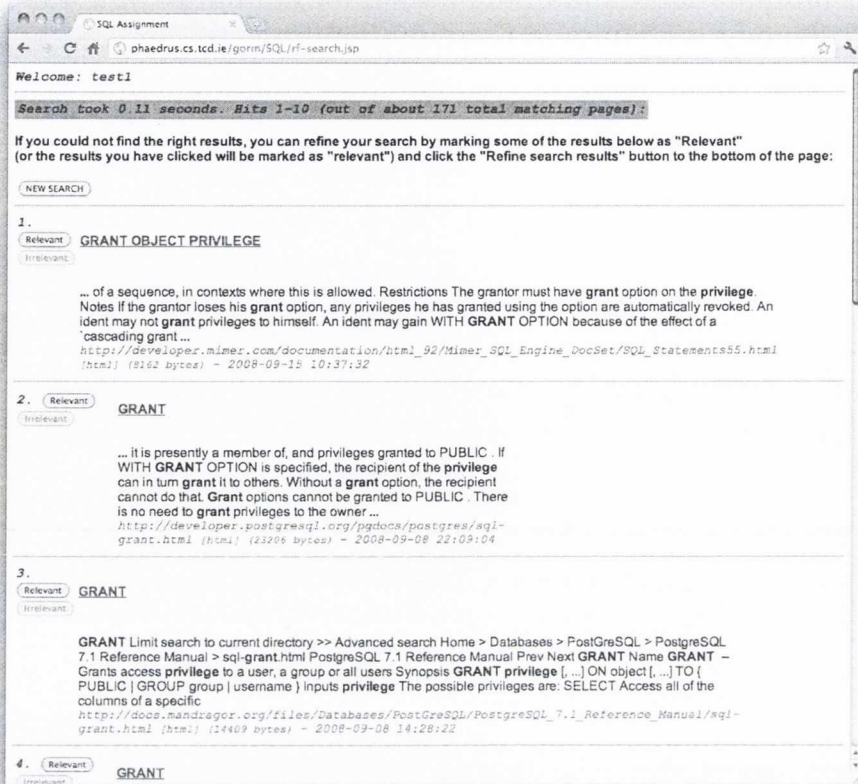 SQL Assignment
phaedrus.cs.tcd.ie/gorm/SQL/rf-search.jsp
Welcome: test1
Search took 0.11 seconds. Hits 1-10 (out of about 171 total matching pages):
If you could not find the right results, you can refine your search by marking some of the results below as "Relevant"
(or the results you have clicked will be marked as "relevant") and click the "Refine search results" button to the bottom of the page:
NEW SEARCH
1.
Relevant GRANT OBJECT PRIVILEGE
Irrelevant
... of a sequence, in contexts where this is allowed. Restrictions The grantor must have grant option on the privilege.
Notes If the grantor loses his grant option, any privileges he has granted using the option are automatically revoked. An
ident may not grant privileges to himself. An ident may gain WITH GRANT OPTION because of the effect of a
`cascading grant ...
http://developer.mimer.com/documentation/html_92/Mimer_SQL_Engine_DocSet/SQL_Statements55.html
[html] (8162 bytes) - 2008-09-15 10:37:32
2. Relevant GRANT
Irrelevant
... it is presently a member of, and privileges granted to PUBLIC . If
WITH GRANT OPTION is specified, the recipient of the privilege
can in turn grant it to others. Without a grant option, the recipient
cannot do that. Grant options cannot be granted to PUBLIC . There
is no need to grant privileges to the owner ...
http://developer.postgresql.org/pgdocs/postgres/sql-
grant.html [html] (23206 bytes) - 2008-09-08 22:09:04
3.
Relevant GRANT
Irrelevant
GRANT Limit search to current directory >> Advanced search Home > Databases > PostGreSQL > PostgreSQL
7.1 Reference Manual > sql-grant.html PostgreSQL 7.1 Reference Manual Prev Next GRANT Name GRANT –
Grants access privilege to a user, a group or all users Synopsis GRANT privilege [, ...] ON object [, ...] TO {
PUBLIC | GROUP group | username } Inputs privilege The possible privileges are: SELECT Access all of the
columns of a specific
http://docs.mandragor.org/files/Databases/PostGreSQL/PostgreSQL_7.1_Reference_Manual/sql-
grant.html [html] (14409 bytes) - 2008-09-08 14:28:22
4. Relevant GRANT
Irrelevant